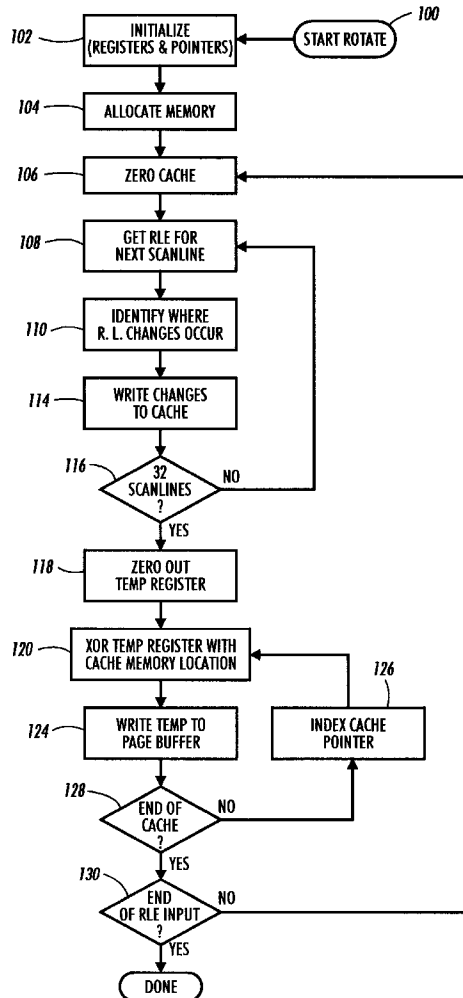 100
START ROTATE
102
INITIALIZE
(REGISTERS & POINTERS)
104
ALLOCATE MEMORY
106
ZERO CACHE
108
GET RLE FOR
NEXT SCANLINE
110
IDENTIFY WHERE
R. L. CHANGES OCCUR
114
WRITE CHANGES
TO CACHE
116
32
SCANLINES
?
NO
YES
118
ZERO OUT
TEMP REGISTER
120
XOR TEMP REGISTER WITH
CACHE MEMORY LOCATION
126
INDEX CACHE
POINTER
124
WRITE TEMP TO
PAGE BUFFER
128
END OF
CACHE
?
NO
YES
130
END
OF RLE INPUT
?
NO
YES
DONE